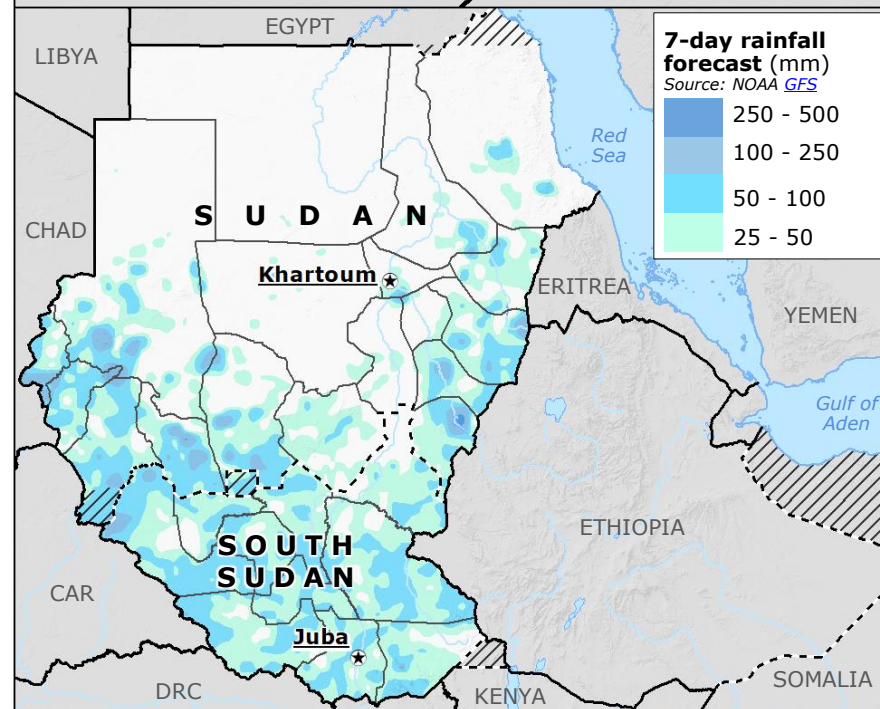 EGYPT
LIBYA
7-day rainfall
forecast (mm)
Source: NOAA GFS
250 - 500
100 - 250
50 - 100
25 - 50
Red
Sea
CHAD
S U D A N
Khartoum
ERITREA
YEMEN
Gulf of
Aden
ETHIOPIA
SOUTH
SUDAN
CAR
Juba
DRC
KENYA
SOMALIA